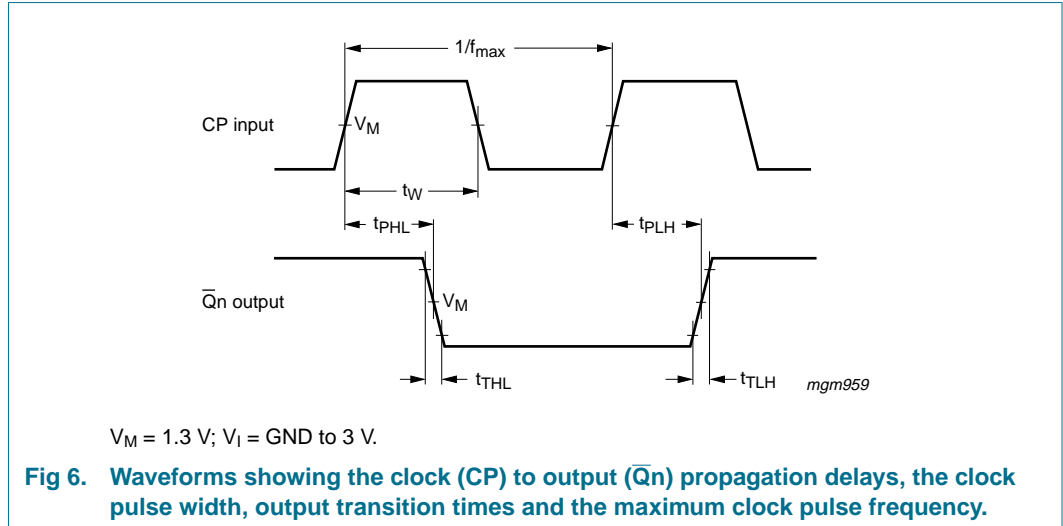 1/fmax
CP input
VM
tW
tPHL
tPLH
Q̅n output
VM
tTHL
tTLH
mgm959
VM = 1.3 V; VI = GND to 3 V.
Fig 6. Waveforms showing the clock (CP) to output (Q̅n) propagation delays, the clock
pulse width, output transition times and the maximum clock pulse frequency.